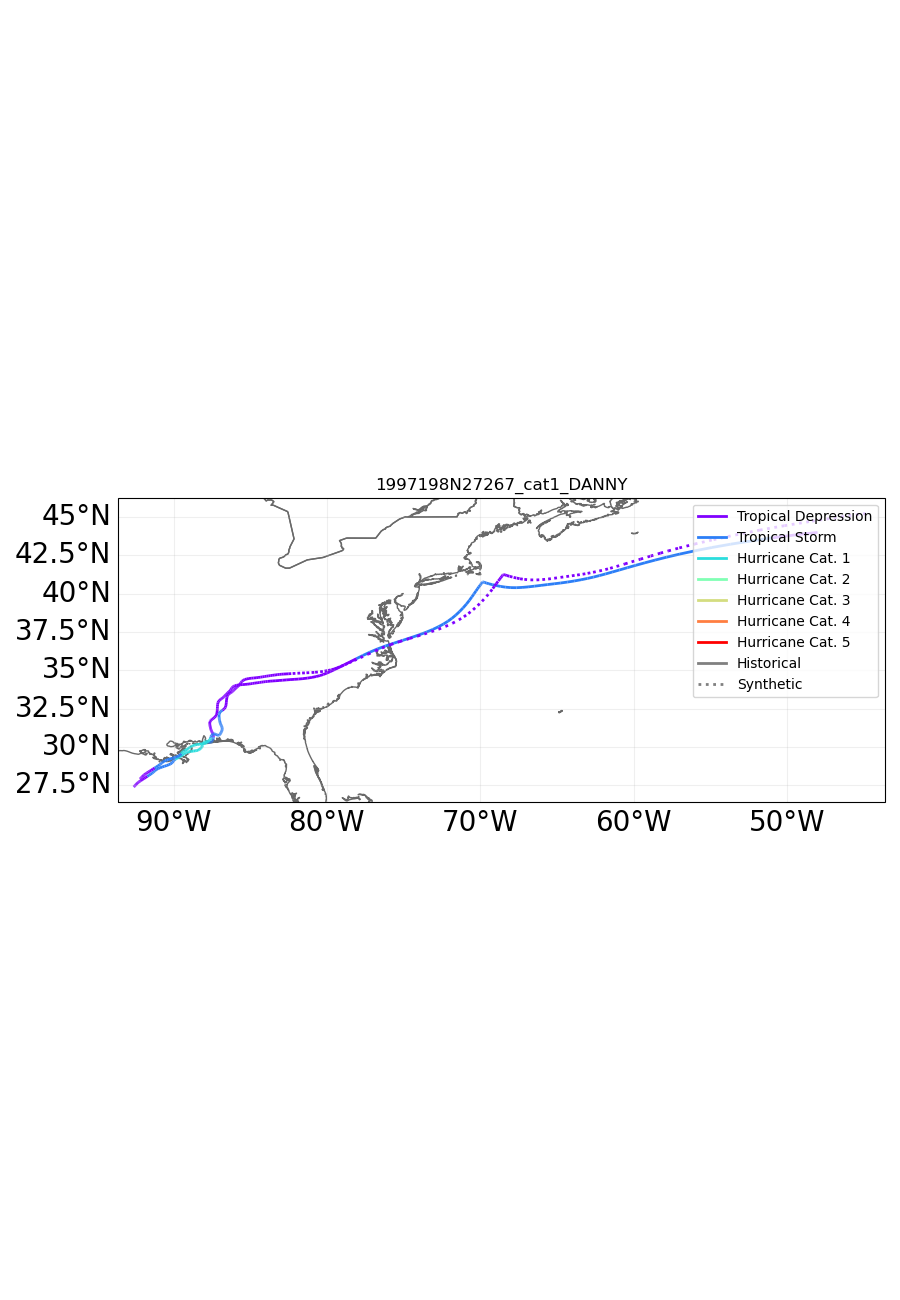 1997198N27267_cat1_DANNY
45°N
42.5°N
40°N
37.5°N
35°N
32.5°N
30°N
27.5°N
90°W
80°W
70°W
60°W
50°W
Tropical Depression
Tropical Storm
Hurricane Cat. 1
Hurricane Cat. 2
Hurricane Cat. 3
Hurricane Cat. 4
Hurricane Cat. 5
Historical
Synthetic